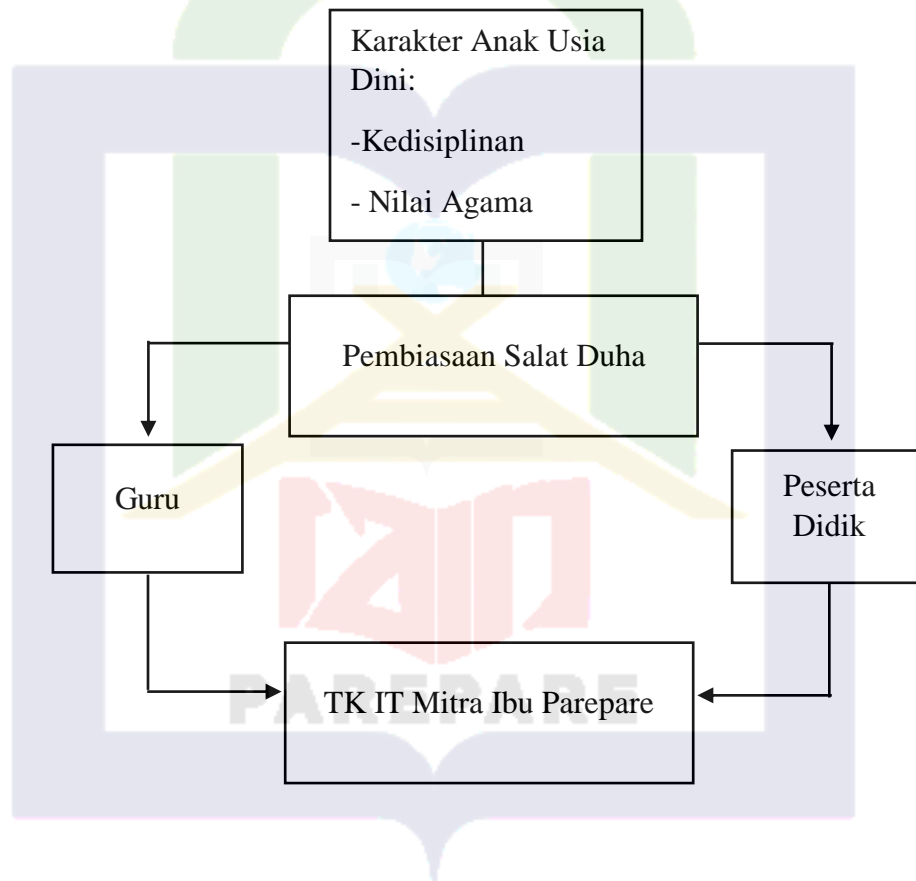 Karakter Anak Usia
Dini:
-Kedisiplinan
- Nilai Agama
Pembiasaan Salat Duha
Guru
Peserta
Didik
iain
PAREPARE
TK IT Mitra Ibu Parepare